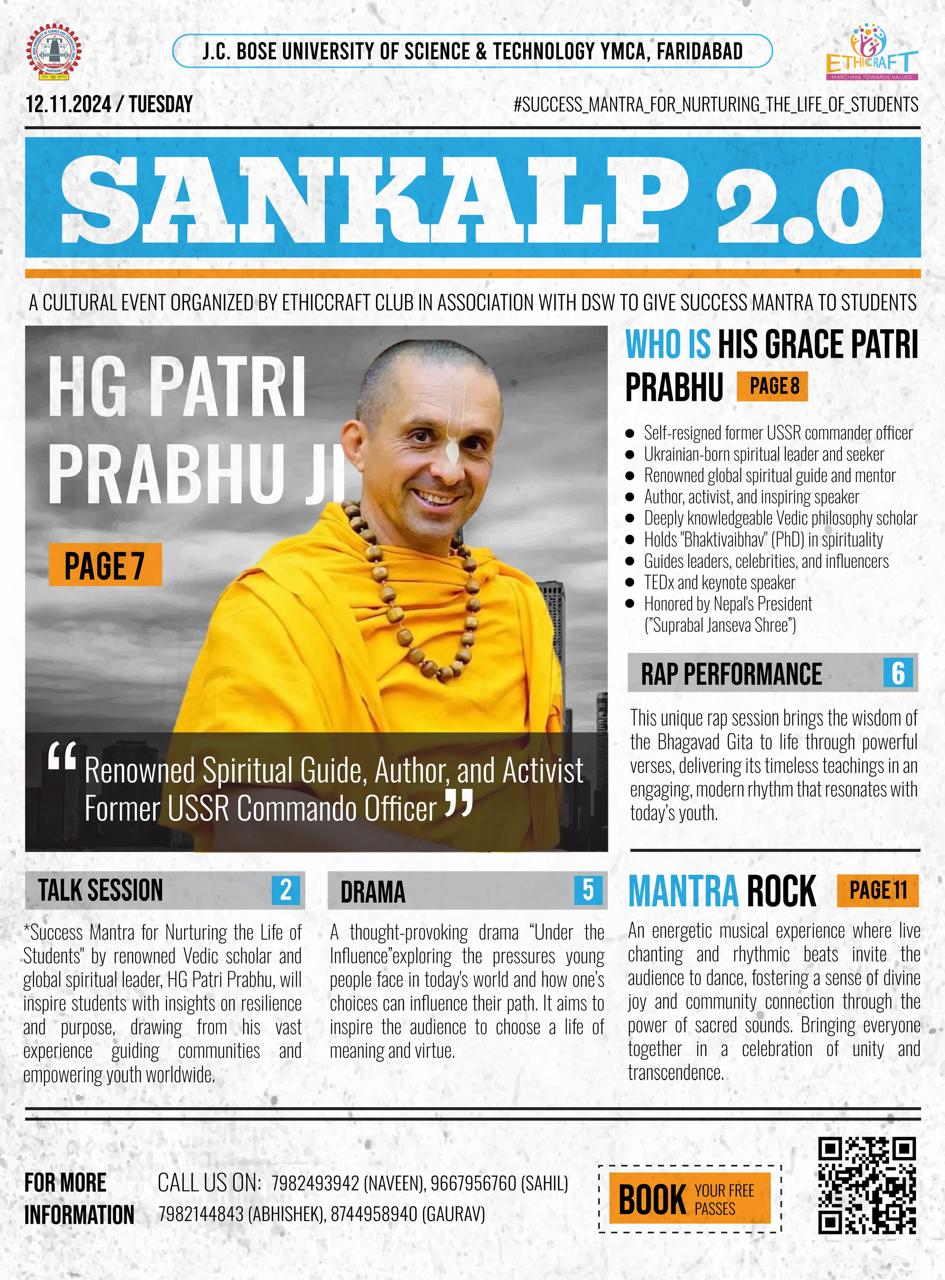 J.C. BOSE UNIVERSITY OF SCIENCE & TECHNOLOGY YMCA, FARIDABAD
ETHICRAFT
MARCHING TOWARDS VALUES
12.11.2024 / TUESDAY
#SUCCESS_MANTRA_FOR_NURTURING_THE_LIFE_OF_STUDENTS
SANKALP 2.0
A CULTURAL EVENT ORGANIZED BY ETHICCRAFT CLUB IN ASSOCIATION WITH DSW TO GIVE SUCCESS MANTRA TO STUDENTS
HG PATRI
PRABHU JI
PAGE 7
“Renowned Spiritual Guide, Author, and Activist
Former USSR Commando Officer”
WHO IS HIS GRACE PATRI
PRABHU PAGE 8
● Self-resigned former USSR commander officer
● Ukrainian-born spiritual leader and seeker
● Renowned global spiritual guide and mentor
● Author, activist, and inspiring speaker
● Deeply knowledgeable Vedic philosophy scholar
● Holds "Bhaktivaibhav" (PhD) in spirituality
● Guides leaders, celebrities, and influencers
● TEDx and keynote speaker
● Honored by Nepal's President
("Suprabal Janseva Shree")
RAP PERFORMANCE 6
This unique rap session brings the wisdom of
the Bhagavad Gita to life through powerful
verses, delivering its timeless teachings in an
engaging, modern rhythm that resonates with
today's youth.
TALK SESSION 2
*Success Mantra for Nurturing the Life of
Students" by renowned Vedic scholar and
global spiritual leader, HG Patri Prabhu, will
inspire students with insights on resilience
and purpose, drawing from his vast
experience guiding communities and
empowering youth worldwide.
DRAMA 5
A thought-provoking drama “Under the
Influence”exploring the pressures young
people face in today's world and how one's
choices can influence their path. It aims to
inspire the audience to choose a life of
meaning and virtue.
MANTRA ROCK PAGE 11
An energetic musical experience where live
chanting and rhythmic beats invite the
audience to dance, fostering a sense of divine
joy and community connection through the
power of sacred sounds. Bringing everyone
together in a celebration of unity and
transcendence.
FOR MORE
INFORMATION
CALL US ON: 7982493942 (NAVEEN), 9667956760 (SAHIL)
7982144843 (ABHISHEK), 8744958940 (GAURAV)
BOOK YOUR FREE
PASSES